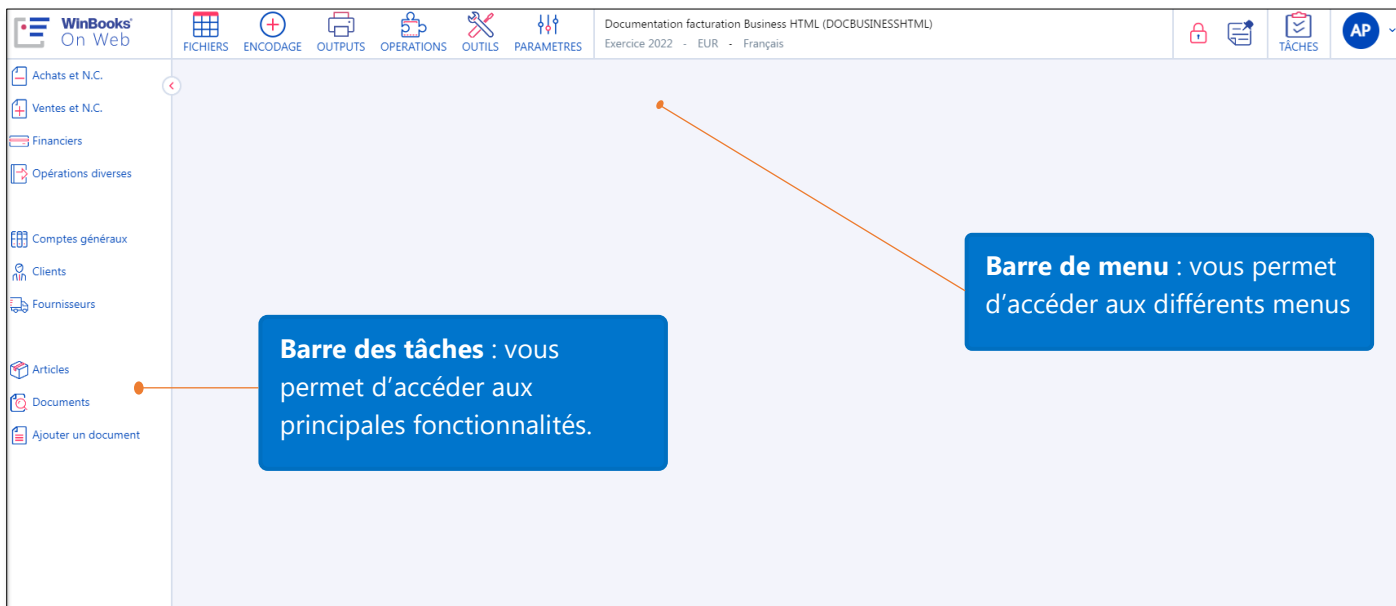 WinBooks®
On Web
FICHIERS ENCODAGE OUTPUTS OPERATIONS OUTILS PARAMETRES
Documentation facturation Business HTML (DOCBUSINESSHTML)
Exercice 2022 - EUR - Français
TÂCHES
AP
Achats et N.C.
Ventes et N.C.
Financiers
Opérations diverses
Comptes généraux
Clients
Fournisseurs
Articles
Documents
Ajouter un document
Barre des tâches : vous
permet d’accéder aux
principales fonctionnalités.
Barre de menu : vous permet
d’accéder aux différents menus